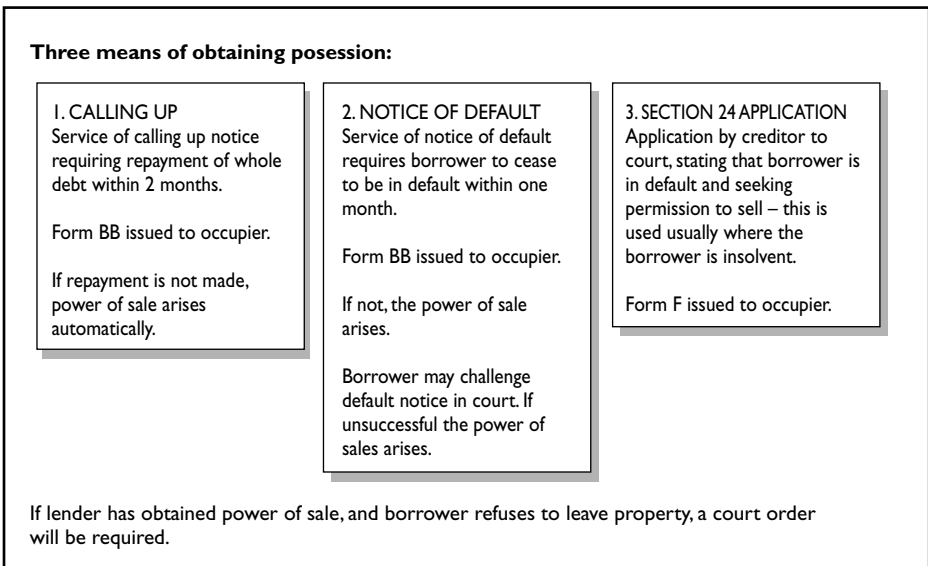 Three means of obtaining posession:
1. CALLING UP
Service of calling up notice
requiring repayment of whole
debt within 2 months.
Form BB issued to occupier.
If repayment is not made,
power of sale arises
automatically.
2. NOTICE OF DEFAULT
Service of notice of default
requires borrower to cease
to be in default within one
month.
Form BB issued to occupier.
If not, the power of sale
arises.
Borrower may challenge
default notice in court. If
unsuccessful the power of
sales arises.
3. SECTION 24 APPLICATION
Application by creditor to
court, stating that borrower is
in default and seeking
permission to sell – this is
used usually where the
borrower is insolvent.
Form F issued to occupier.
If lender has obtained power of sale, and borrower refuses to leave property, a court order
will be required.